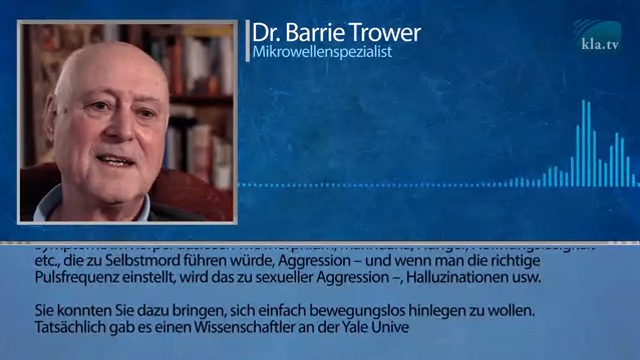 Dr. Barrie Trower
Mikrowellenspezialist
kla.tv
etc., die zu Selbstmord führen würde, Aggression – und wenn man die richtige
Pulsfrequenz einstellt, wird das zu sexueller Aggression –, Halluzinationen usw.
Sie konnten Sie dazu bringen, sich einfach bewegungslos hinlegen zu wollen.
Tatsächlich gab es einen Wissenschaftler an der Yale Unive